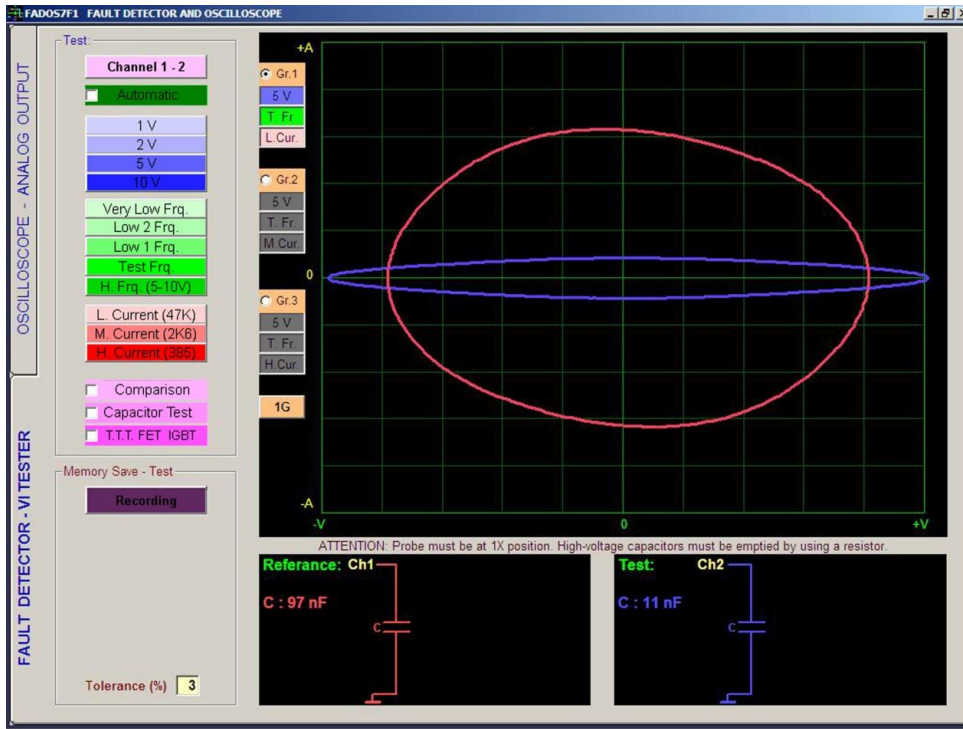 FADOS7F1 FAULT DETECTOR AND OSCILLOSCOPE
OSCILLOSCOPE - ANALOG OUTPUT
FAULT DETECTOR - VI TESTER
Test:
Channel 1 - 2
Automatic
1 V
2 V
5 V
10 V
Very Low Frq.
Low 2 Frq.
Low 1 Frq.
Test Frq.
H. Frq. (5-10V)
L. Current (47K)
M. Current (2K6)
H. Current (385)
Comparison
Capacitor Test
T.T.T. FET IGBT
Memory Save - Test
Recording
Tolerance (%) 3
Gr.1
5 V
T. Fr
L.Cur.
Gr.2
5 V
T. Fr.
M.Cur.
Gr.3
5 V
T. Fr.
H.Cur.
1G
+A
0
-A
-V 0 +V
ATTENTION: Probe must be at 1X position. High-voltage capacitors must be emptied by using a resistor.
Referance: Ch1
C : 97 nF
C
Test: Ch2
C : 11 nF
C